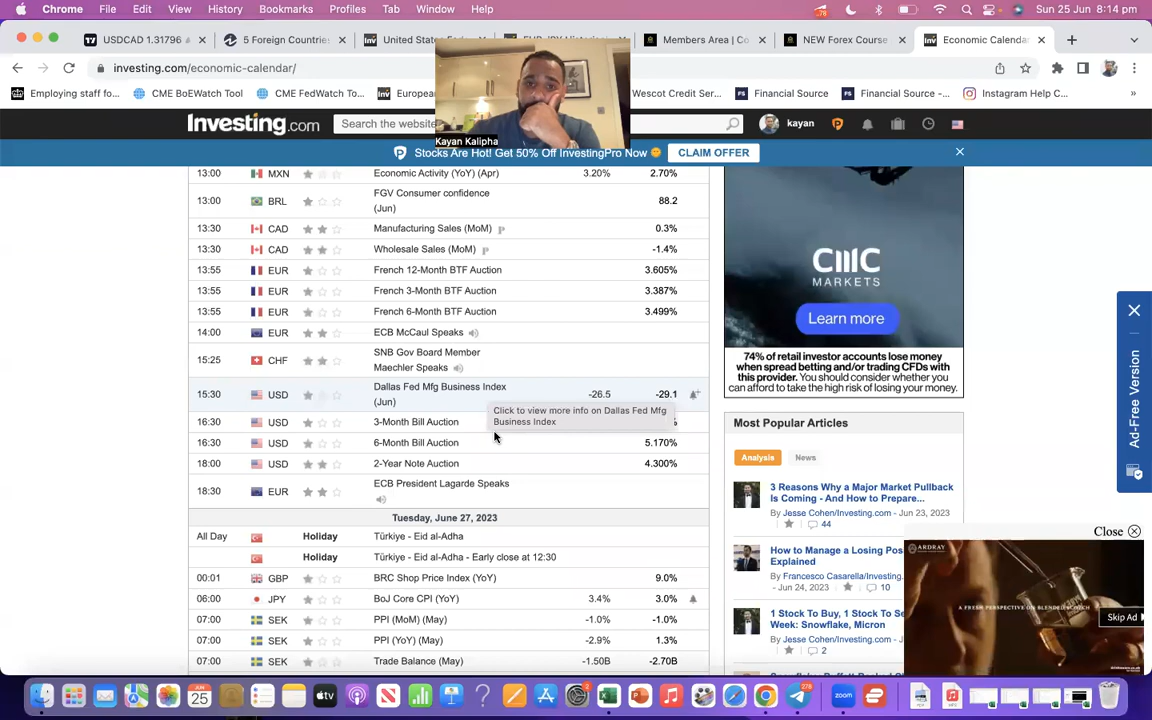 Chrome File Edit View History Bookmarks Profiles Tab Window Help
Sun 25 Jun 8:14 pm
USDCAD 1.31796
5 Foreign Countrie
United States Fede
EUR JPY Historical
Members Area | Co
NEW Forex Course
Economic Calenda
investing.com/economic-calendar/
Employing staff fo...
CME BoEWatch Tool
CME FedWatch To...
European
Wescot Credit Ser...
Financial Source
Financial Source -...
Instagram Help C...
Kayan Kalipha
Investing.com
Search the website
kayan
Stocks Are Hot! Get 50% Off InvestingPro Now
CLAIM OFFER
13:00 MXN Economic Activity (YoY) (Apr) 3.20% 2.70%
13:00 BRL FGV Consumer confidence (Jun) 88.2
13:30 CAD Manufacturing Sales (MoM) P 0.3%
13:30 CAD Wholesale Sales (MoM) P -1.4%
13:55 EUR French 12-Month BTF Auction 3.605%
13:55 EUR French 3-Month BTF Auction 3.387%
13:55 EUR French 6-Month BTF Auction 3.499%
14:00 EUR ECB McCaul Speaks
15:25 CHF SNB Gov Board Member
Maechler Speaks
15:30 USD Dallas Fed Mfg Business Index
(Jun) -26.5 -29.1
Click to view more info on Dallas Fed Mfg
Business Index
16:30 USD 3-Month Bill Auction %
16:30 USD 6-Month Bill Auction 5.170%
18:00 USD 2-Year Note Auction 4.300%
18:30 EUR ECB President Lagarde Speaks
Tuesday, June 27, 2023
All Day Holiday Türkiye - Eid al-Adha
Holiday Türkiye - Eid al-Adha - Early close at 12:30
00:01 GBP BRC Shop Price Index (YoY) 9.0%
06:00 JPY BoJ Core CPI (YoY) 3.4% 3.0%
07:00 SEK PPI (MoM) (May) -1.0% -1.0%
07:00 SEK PPI (YoY) (May) -2.9% 1.3%
07:00 SEK Trade Balance (May) -1.50B -2.70B
CMC
MARKETS
Learn more
74% of retail investor accounts lose money
when spread betting and/or trading CFDs with
this provider. You should consider whether you
can afford to take the high risk of losing your money.
Ad-Free Version
Most Popular Articles
Analysis
News
3 Reasons Why a Major Market Pullback
Is Coming - And How to Prepare...
By Jesse Cohen/Investing.com - Jun 23, 2023
44
How to Manage a Losing Pos
Explained
By Francesco Casarella/Investing.
- Jun 24, 2023 10
1 Stock To Buy, 1 Stock To Se
Week: Snowflake, Micron
By Jesse Cohen/Investing.com -
2
Close
ARDRAY
A FRESH PERSPECTIVE ON BLENDED SCOTCH
Skip Ad
JUN
25
tv
278
zoom